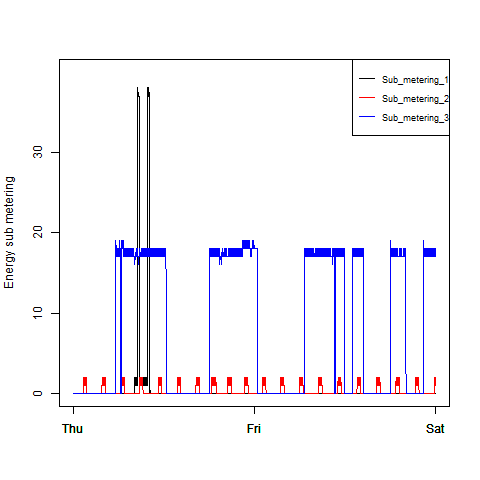 Sub_metering_1
Sub_metering_2
Sub_metering_3
Energy sub metering
30
20
10
0
Thu Fri Sat